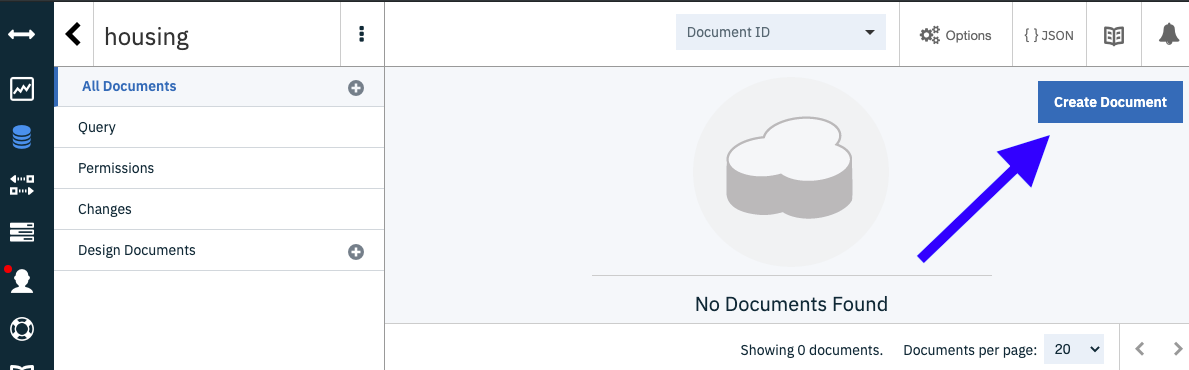 housing
Document ID
Options
{ } JSON
All Documents
Create Document
Query
Permissions
Changes
Design Documents
No Documents Found
Showing 0 documents.
Documents per page: 20